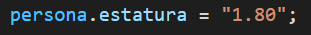 persona.estatura = "1.80";